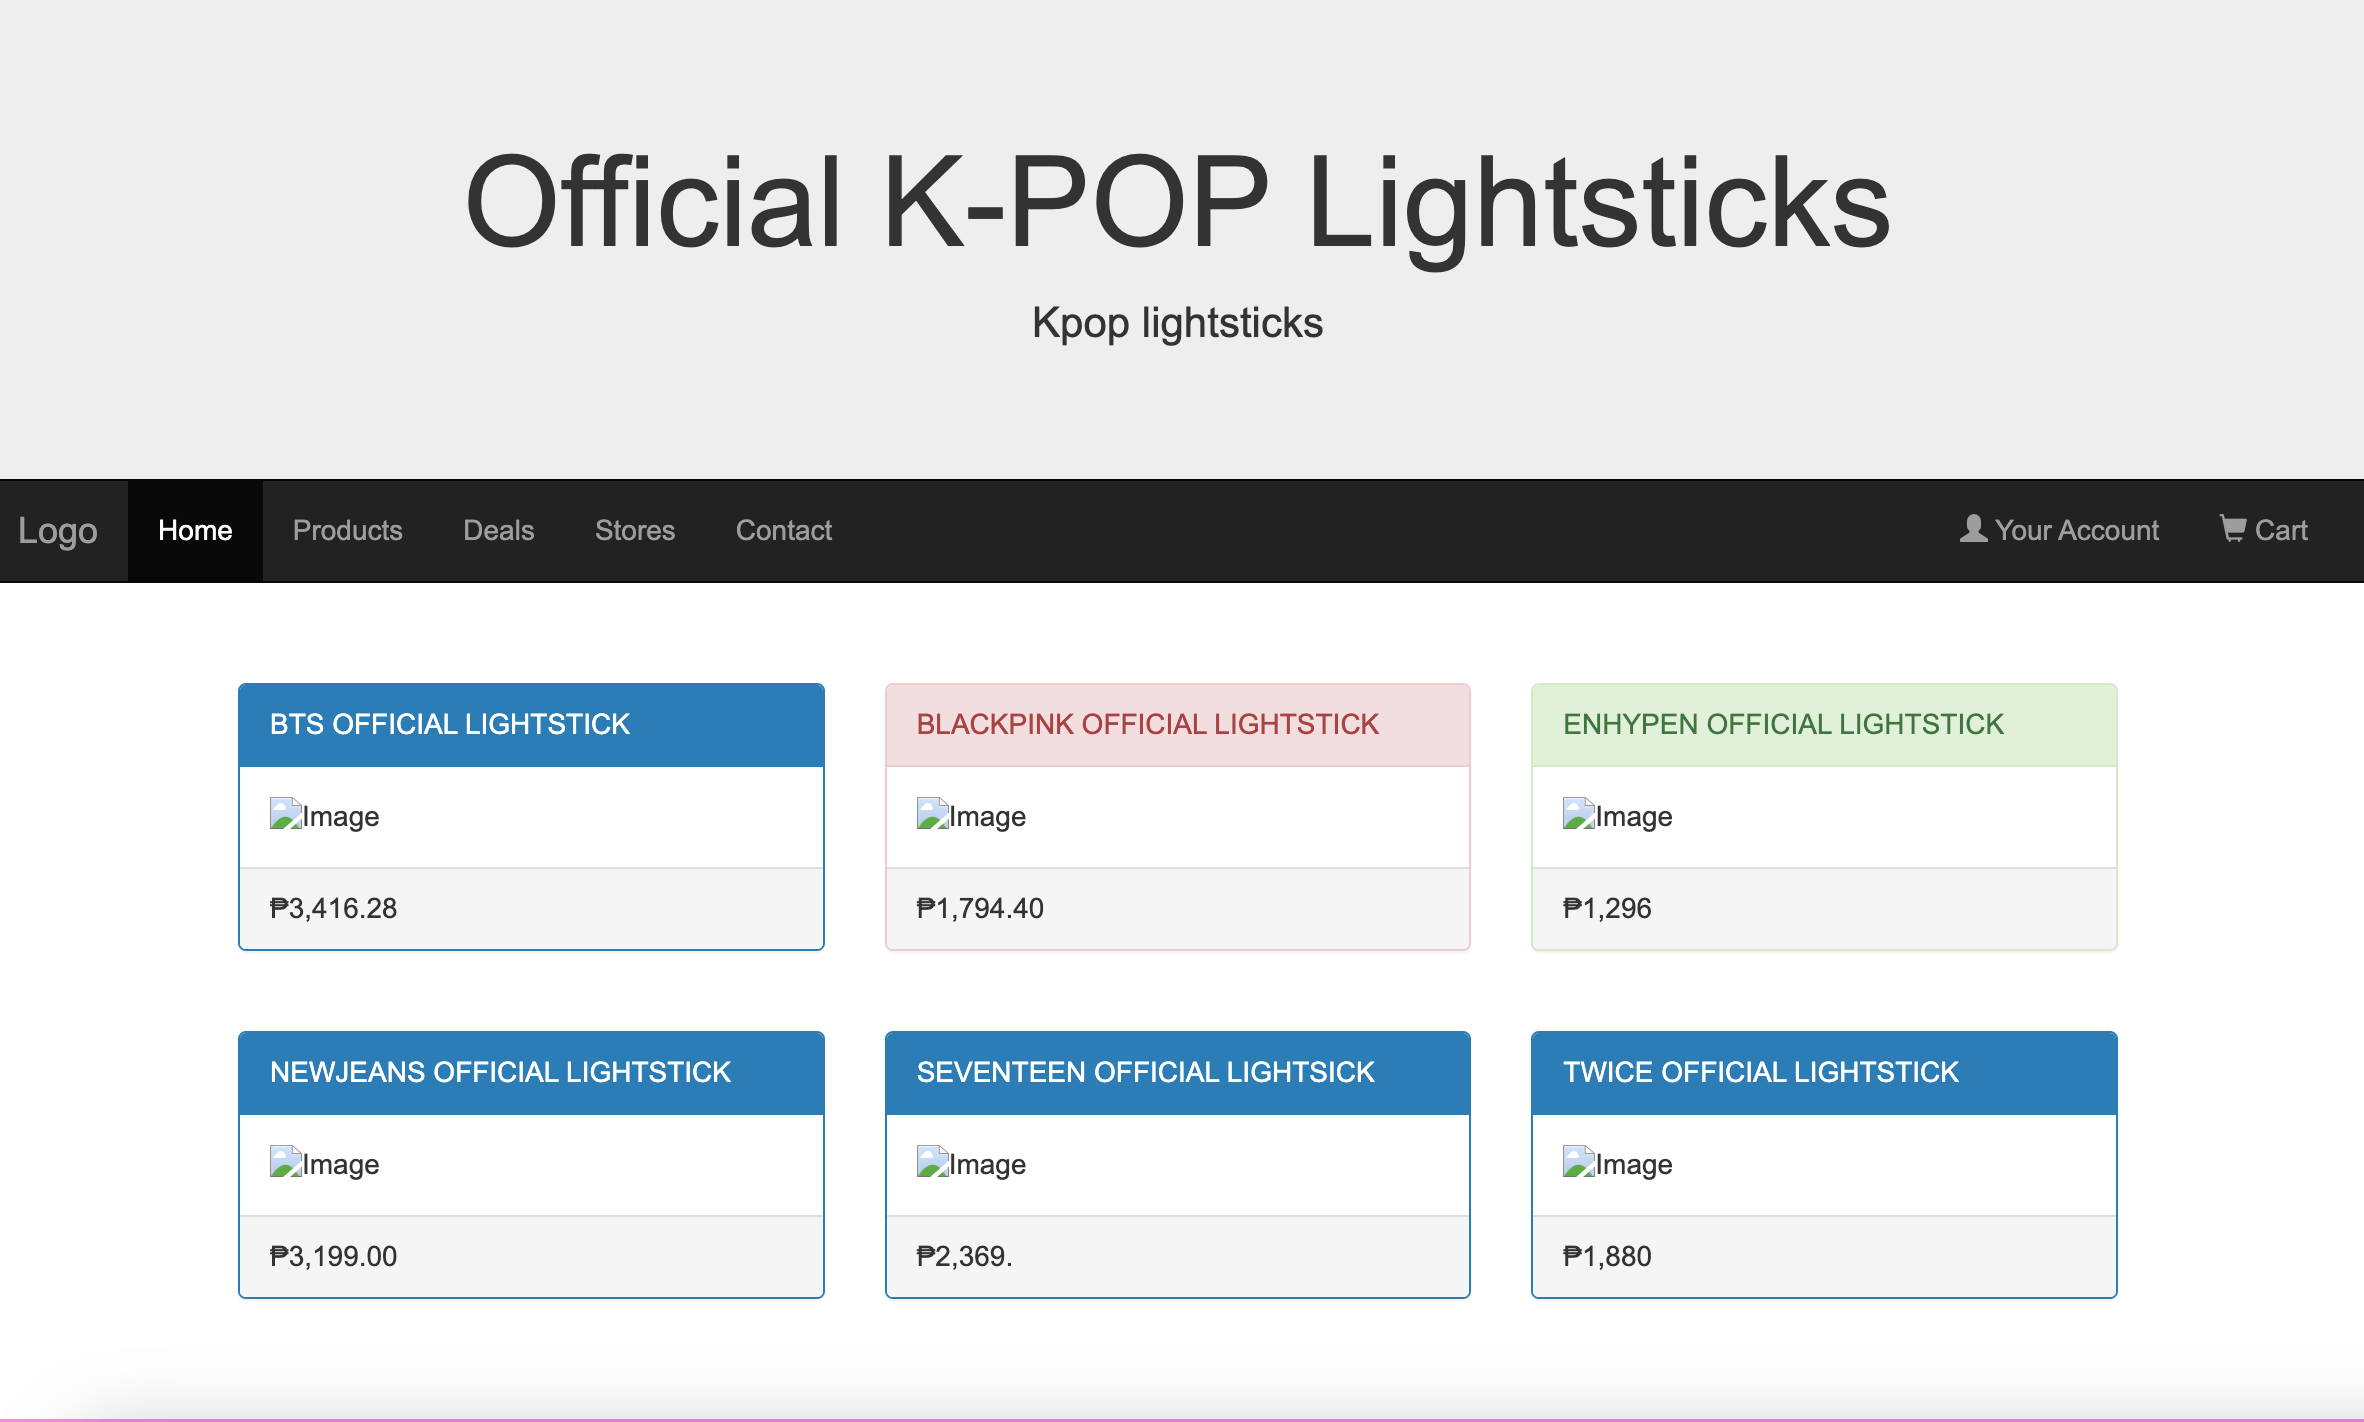 Official K-POP Lightsticks
Kpop lightsticks
Logo Home Products Deals Stores Contact Your Account Cart
BTS OFFICIAL LIGHTSTICK
Image
₱3,416.28
BLACKPINK OFFICIAL LIGHTSTICK
Image
₱1,794.40
ENHYPEN OFFICIAL LIGHTSTICK
Image
₱1,296
NEWJEANS OFFICIAL LIGHTSTICK
Image
₱3,199.00
SEVENTEEN OFFICIAL LIGHTSICK
Image
₱2,369.
TWICE OFFICIAL LIGHTSTICK
Image
₱1,880